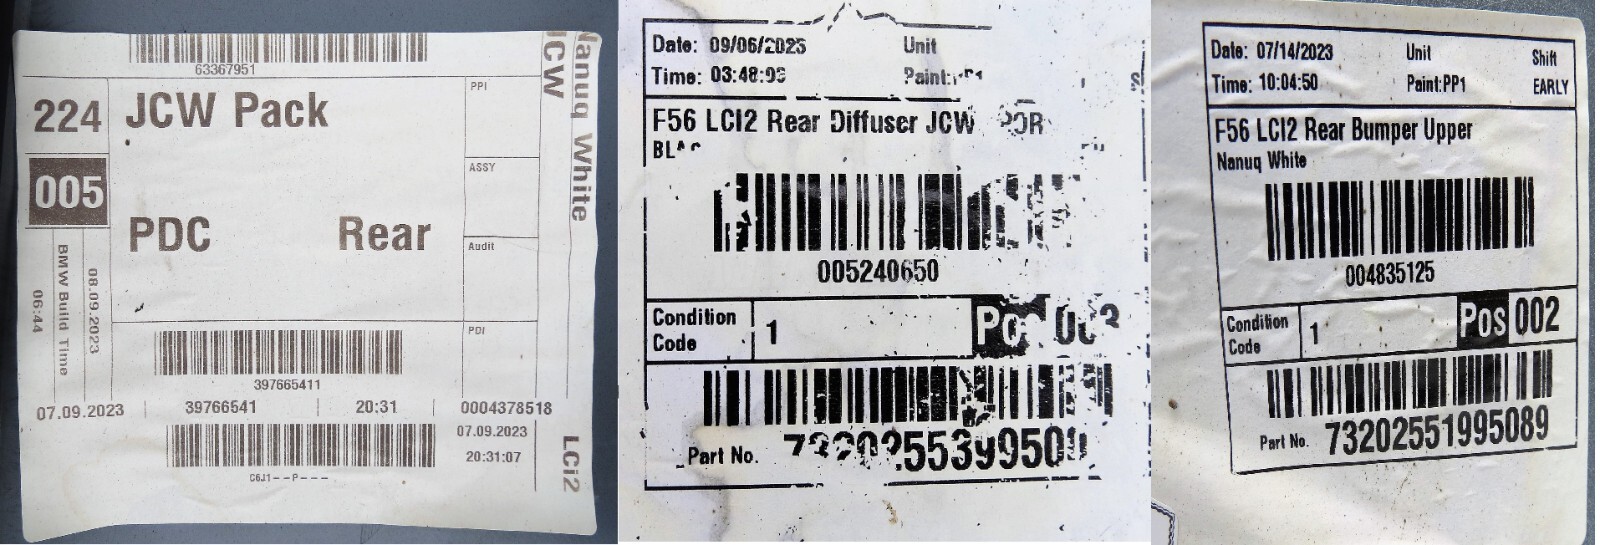 63367951
224
JCW Pack
PPI
JCW
Nanuq White
005
ASSY
PDC Rear
Audit
BMW Build Time
08.09.2023
06:44
PDI
397665411
07.09.2023 39766541 20:31 0004378518
07.09.2023
20:31:07
C6J1--P---
LCi2
Date: 09/06/2023 Unit
Time: 03:48:
Paint:
F56 LCI2 Rear Diffuser JCW
005240650
Condition
Code
1
Pos
Part No.
Date: 07/14/2023 Unit Shift
Time: 10:04:50 Paint:PP1 EARLY
F56 LCI2 Rear Bumper Upper
Nanuq White
004835125
Condition
Code
1
Pos 002
Part No. 73202551995089